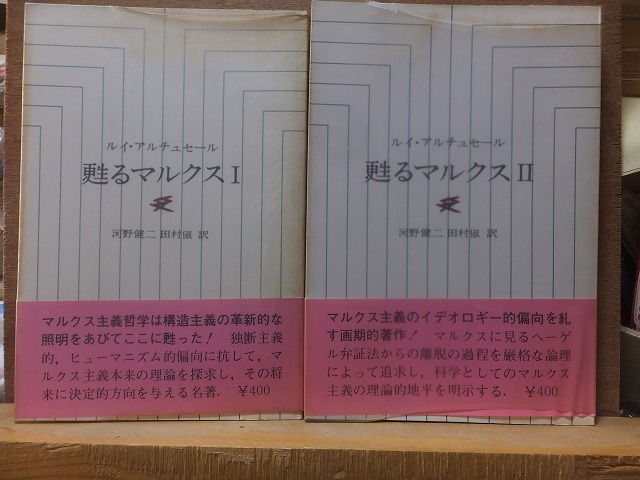 ルイ・アルチュセール
甦るマルクスⅠ
河野健二 田村俶 訳
マルクス主義哲学は構造主義の革新的な
照明をあびてここに甦った! 独断主義
的,ヒューマニズム的偏向に抗して,マ
ルクス主義本来の理論を探求し,その将
来に決定的方向を与える名著. ¥400
ルイ・アルチュセール
甦るマルクスⅡ
河野健二 田村俶 訳
マルクス主義のイデオロギー的偏向を糺
す画期的著作! マルクスに見るヘーゲ
ル弁証法からの離脱の過程を厳格な論理
によって追求し,科学としてのマルクス
主義の理論的地平を明示する. ¥400